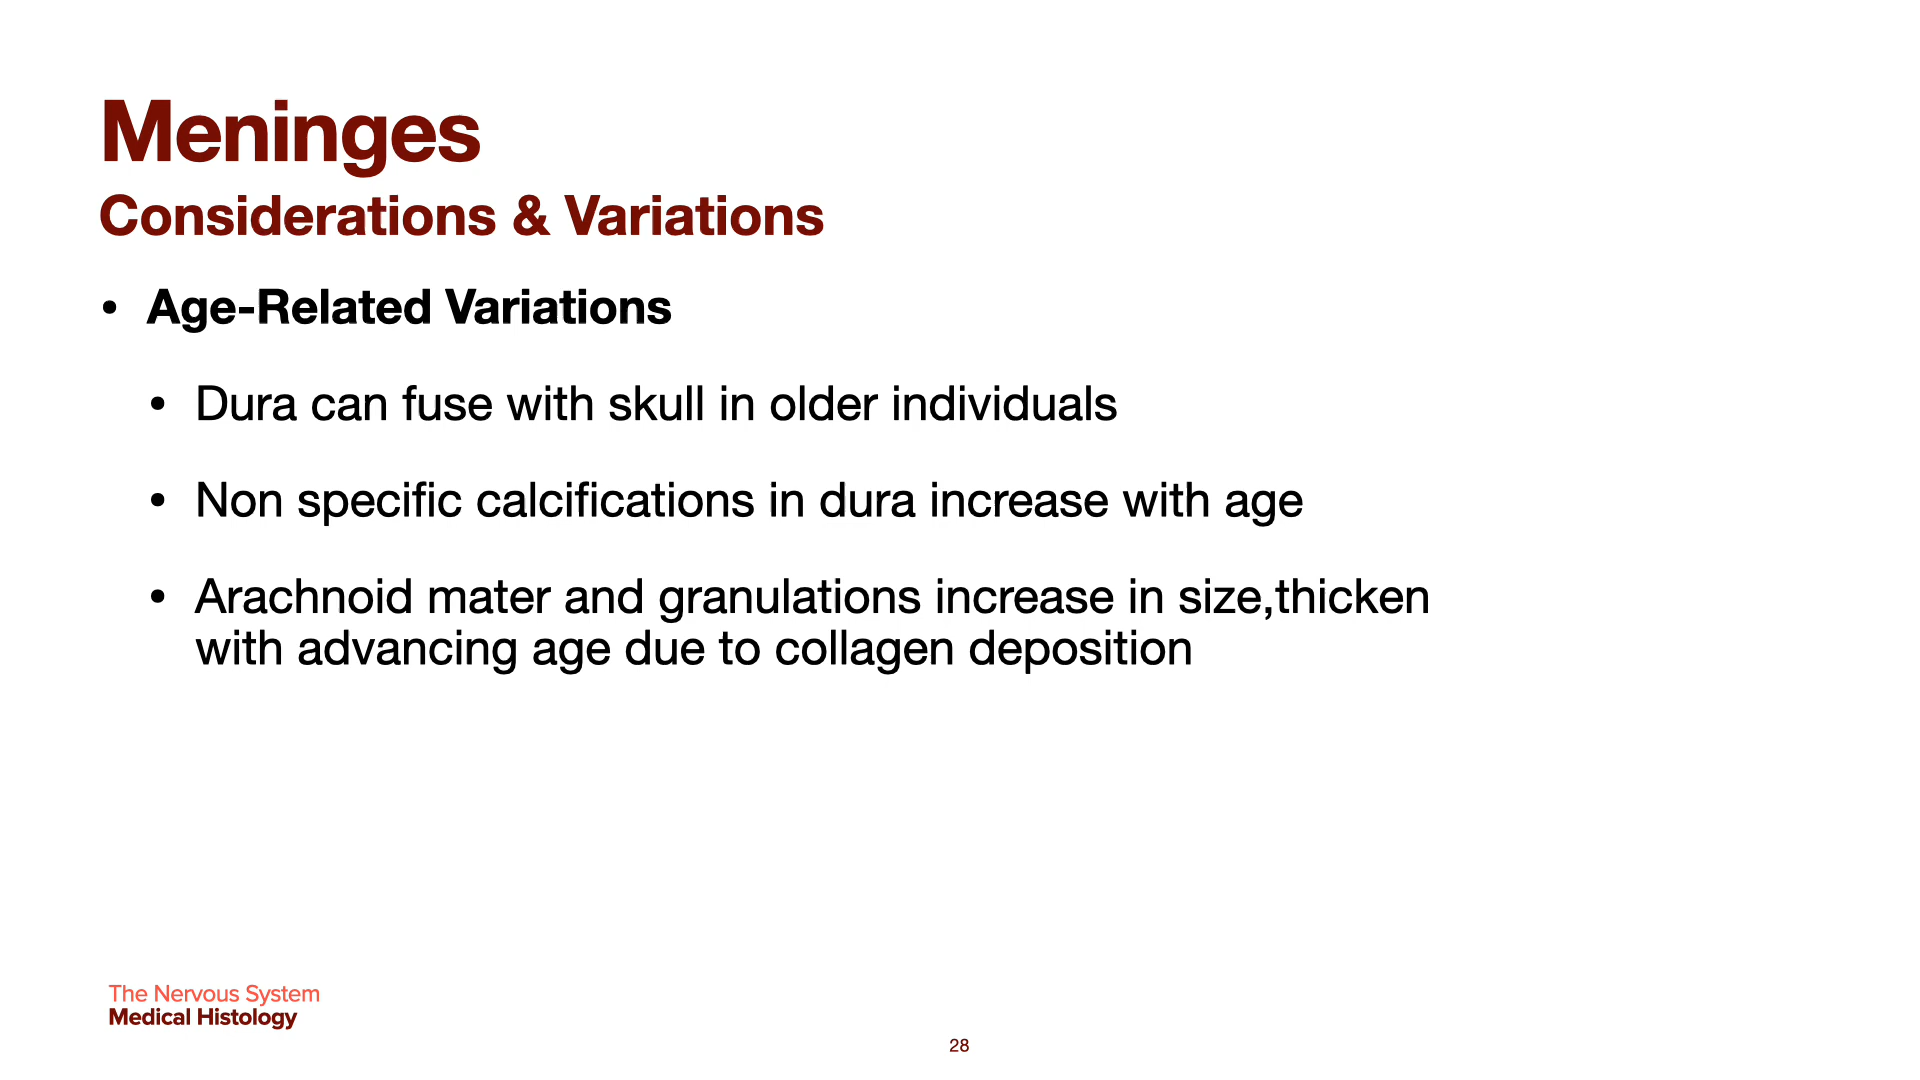 Meninges
Considerations & Variations
• Age-Related Variations
• Dura can fuse with skull in older individuals
• Non specific calcifications in dura increase with age
• Arachnoid mater and granulations increase in size,thicken
with advancing age due to collagen deposition
The Nervous System
Medical Histology
28